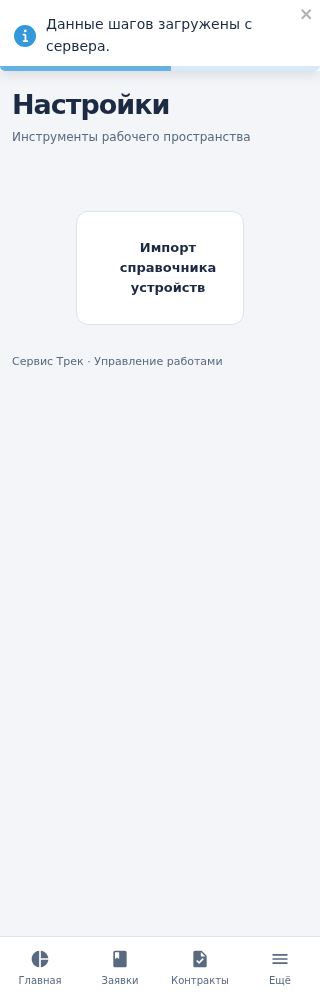 Данные шагов загружены с
сервера.
Настройки
Инструменты рабочего пространства
Импорт
справочника
устройств
Сервис Трек · Управление работами
Главная
Заявки
Контракты
Ещё